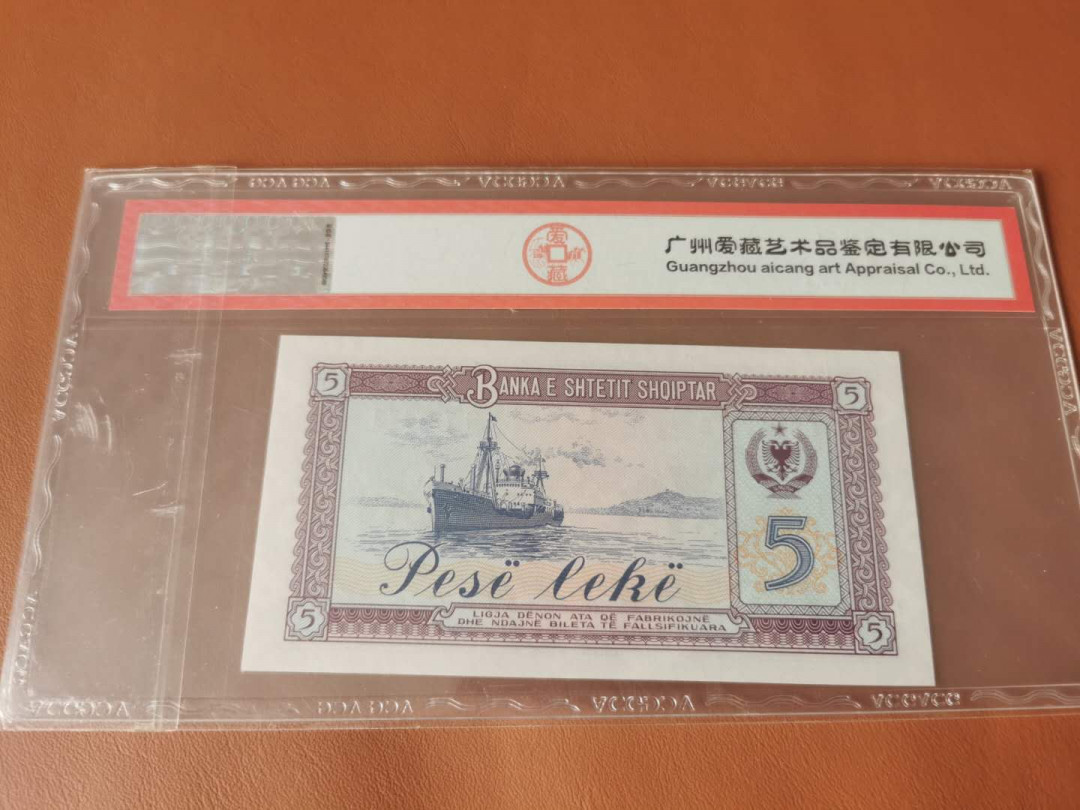 爱藏
广州爱藏艺术品鉴定有限公司
Guangzhou aicang art Appraisal Co., Ltd.
5 BANKA E SHTETIT SHQIPTAR 5
5
Pesë lekë
LIGJA DËNON ATA QË FABRIKOJNË
DHE NDAJNË BILETA TË FALLSIFIKUARA
5 5